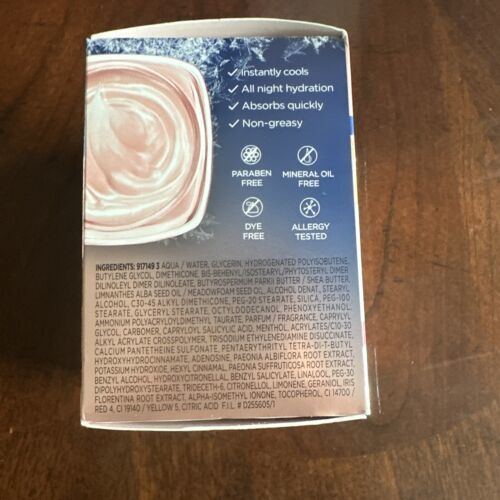 ✓ Instantly cools
✓ All night hydration
✓ Absorbs quickly
✓ Non-greasy
PARABEN
FREE
MINERAL OIL
FREE
DYE
FREE
ALLERGY
TESTED
INGREDIENTS: 917149 3 AQUA / WATER, GLYCERIN, HYDROGENATED POLYISOBUTENE,
BUTYLENE GLYCOL, DIMETHICONE, BIS-BEHENYL/ISOSTEARYL/PHYTOSTERYL DIMER
DILINOLEYL DIMER DILINOLEATE, BUTYROSPERMUM PARKII BUTTER / SHEA BUTTER,
LIMNANTHES ALBA SEED OIL / MEADOWFOAM SEED OIL, ALCOHOL DENAT., STEARYL
ALCOHOL, C30-45 ALKYL DIMETHICONE, PEG-20 STEARATE, SILICA, PEG-100
STEARATE, GLYCERYL STEARATE, OCTYLDODECANOL, PHENOXYETHANOL,
AMMONIUM POLYACRYLOYLDIMETHYL TAURATE, PARFUM / FRAGRANCE, CAPRYLYL
GLYCOL, CARBOMER, CAPRYLOYL SALICYLIC ACID, MENTHOL, ACRYLATES/C10-30
ALKYL ACRYLATE CROSSPOLYMER, TRISODIUM ETHYLENEDIAMINE DISUCCINATE,
CALCIUM PANTETHEINE SULFONATE, PENTAERYTHRITYL TETRA-DI-T-BUTYL
HYDROXYHYDROCINNAMATE, ADENOSINE, PAEONIA ALBIFLORA ROOT EXTRACT,
POTASSIUM HYDROXIDE, HEXYL CINNAMAL, PAEONIA SUFFRUTICOSA ROOT EXTRACT,
BENZYL ALCOHOL, HYDROXYCITRONELLAL, BENZYL SALICYLATE, LINALOOL, PEG-30
DIPOLYHYDROXYSTEARATE, TRIDECETH-6, CITRONELLOL, LIMONENE, GERANIOL, IRIS
FLORENTINA ROOT EXTRACT, ALPHA-ISOMETHYL IONONE, TOCOPHEROL, CI 14700 /
RED 4, CI 19140 / YELLOW 5, CITRIC ACID F.I.L. # D255605/1